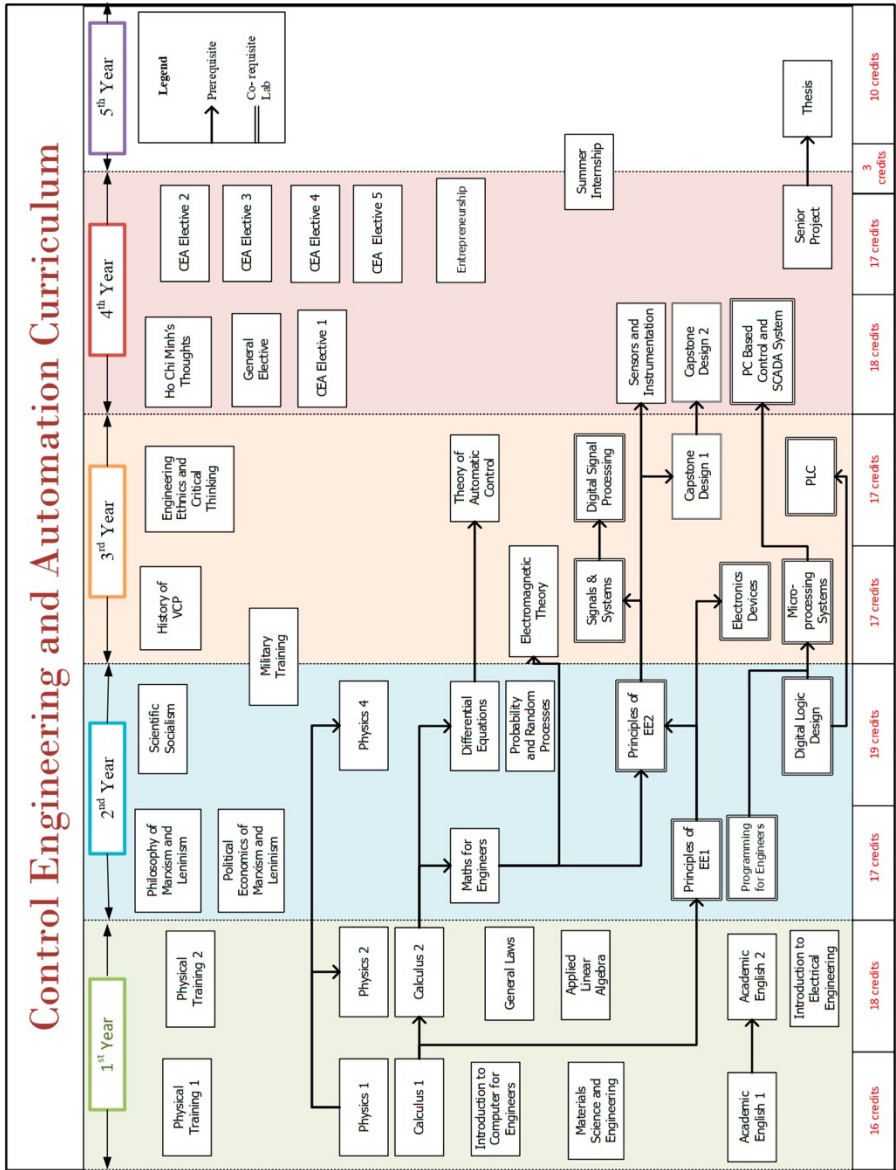 Control Engineering and Automation Curriculum
1st Year
2nd Year
3rd Year
4th Year
5th Year
Legend
Prerequisite
Co- requisite
Lab
Physical
Training 1
Physical
Training 2
Physics 1
Physics 2
Calculus 1
Calculus 2
Introduction to
Computer for
Engineers
General Laws
Materials
Science and
Engineering
Applied
Linear
Algebra
Academic
English 1
Academic
English 2
Introduction to
Electrical
Engineering
Philosophy of
Marxism and
Leninism
Scientific
Socialism
Political
Economics of
Marxism and
Leninism
Military
Training
Physics 4
Maths for
Engineers
Differential
Equations
Probability
and Random
Processes
Principles of
EE1
Principles of
EE2
Programming
for Engineers
Digital Logic
Design
History of
VCP
Engineering
Ethnics and
Critical
Thinking
Theory of
Automatic
Control
Electromagnetic
Theory
Signals &
Systems
Digital Signal
Processing
Capstone
Design 1
Electronics
Devices
Micro-
processing
Systems
PLC
Ho Chi Minh's
Thoughts
General
Elective
CEA Elective 1
CEA Elective 2
CEA Elective 3
CEA Elective 4
CEA Elective 5
Entrepreneurship
Sensors and
Instrumentation
Capstone
Design 2
PC Based
Control and
SCADA System
Summer
Internship
Senior
Project
Thesis
16 credits
18 credits
17 credits
19 credits
17 credits
17 credits
18 credits
17 credits
3
credits
10 credits